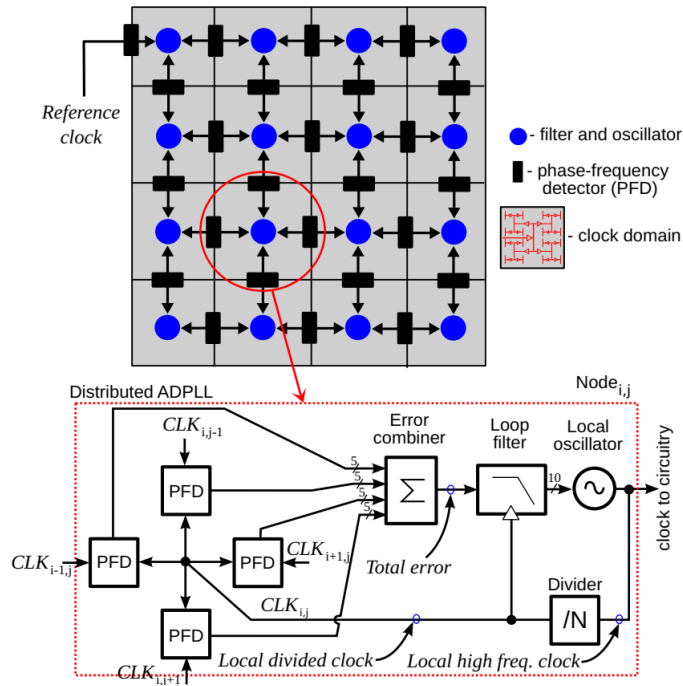 Reference
clock
- filter and oscillator
- phase-frequency
detector (PFD)
- clock domain
Distributed ADPLL
Node i,j
CLK i,j-1
Error
combiner
Loop
filter
Local
oscillator
5
5
5
5
10
PFD
PFD
PFD
PFD
Σ
CLK i-1,j
CLK i+1,j
CLK i,j
CLK i,j+1
Total error
Divider
/N
Local divided clock
Local high freq. clock
clock to circuitry